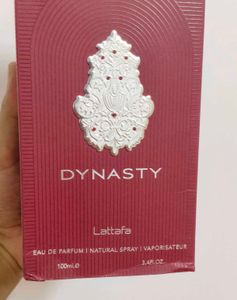 DYNASTY
Lattafa
EAU DE PARFUM | NATURAL SPRAY | VAPORISATEUR
100mL℮ 3.4FL.OZ